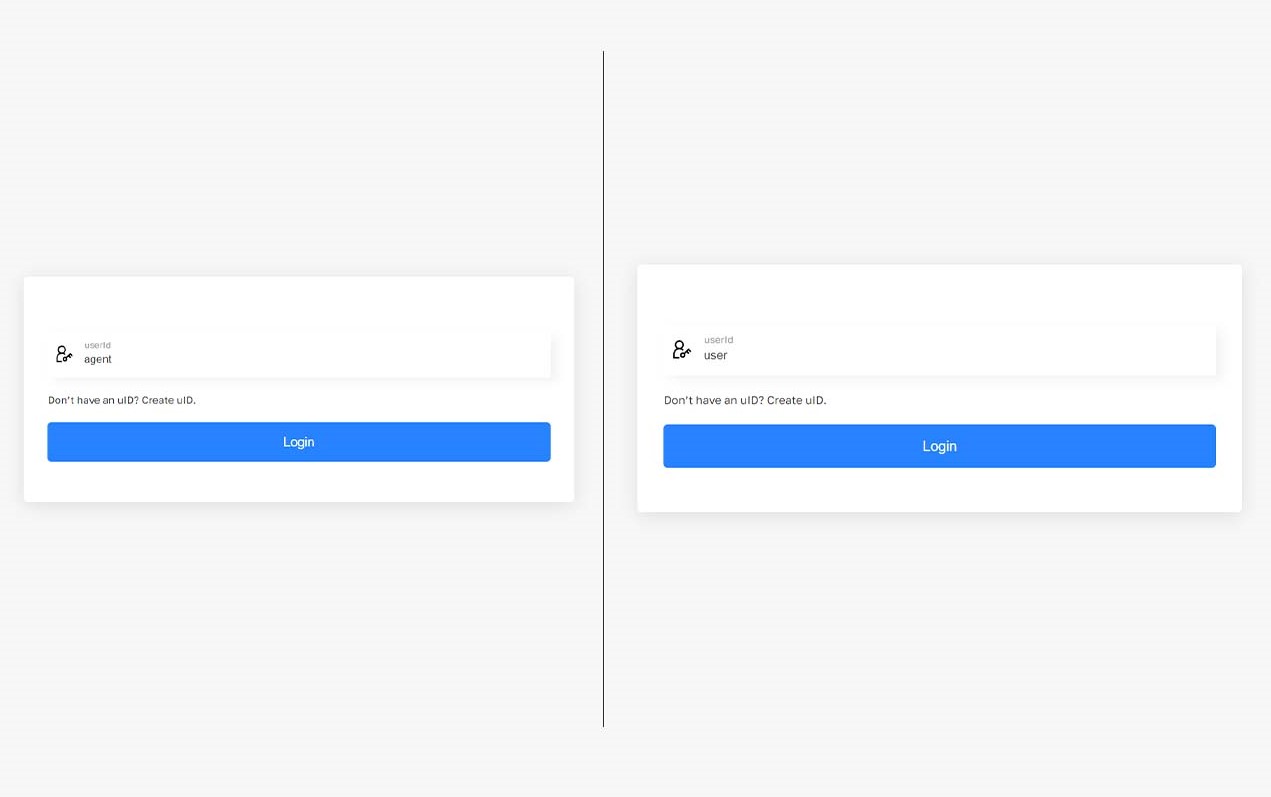 userId
agent
Don't have an uID? Create uID.
Login
userId
user
Don't have an uID? Create uID.
Login